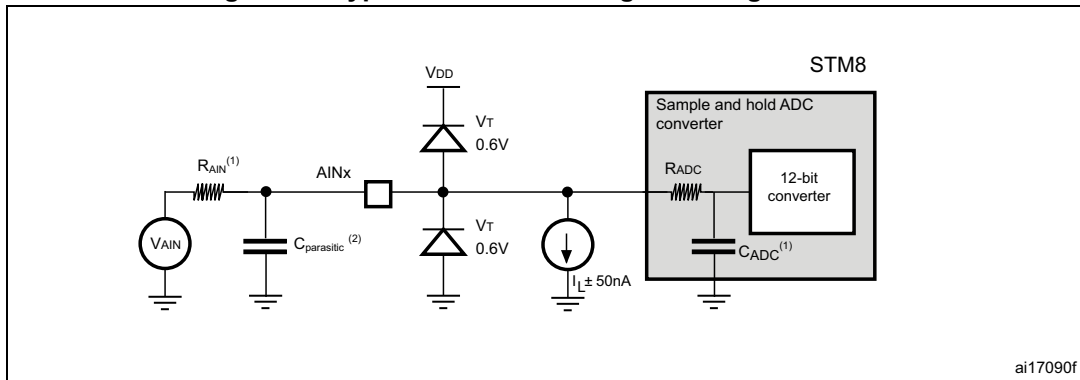 STM8
VDD
Sample and hold ADC
converter
VT
0.6V
RAIN(1)
AINx
RADC
12-bit
converter
VAIN
Cparasitic (2)
VT
0.6V
IL± 50nA
CADC(1)
ai17090f